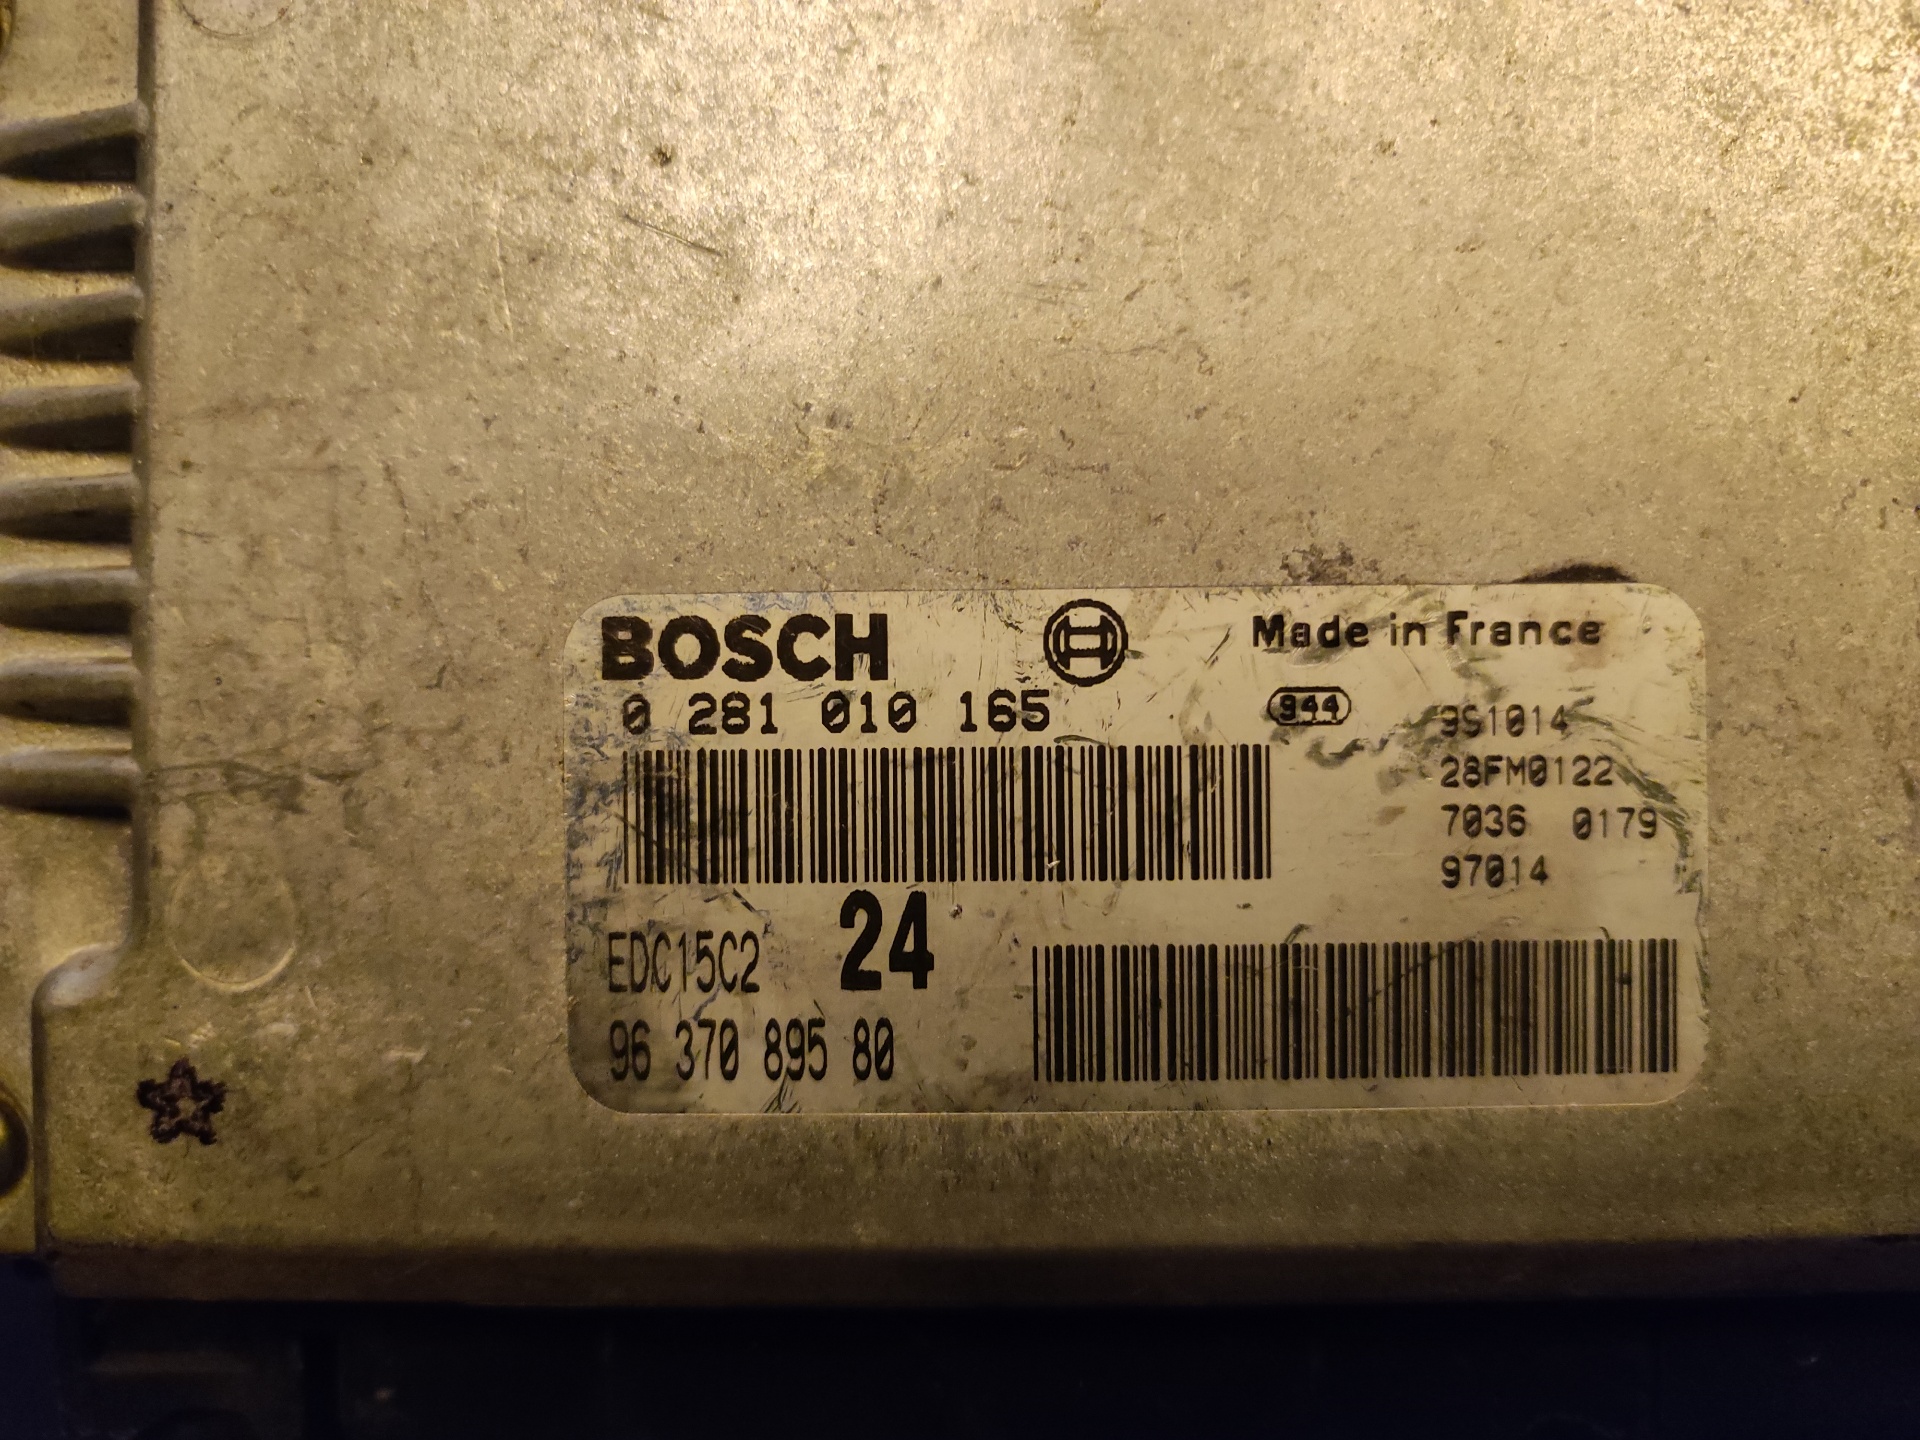 BOSCH
Made in France
0 281 010 165
944
9S1014
28FM0122
7036 0179
97014
EDC15C2
24
96 370 895 80